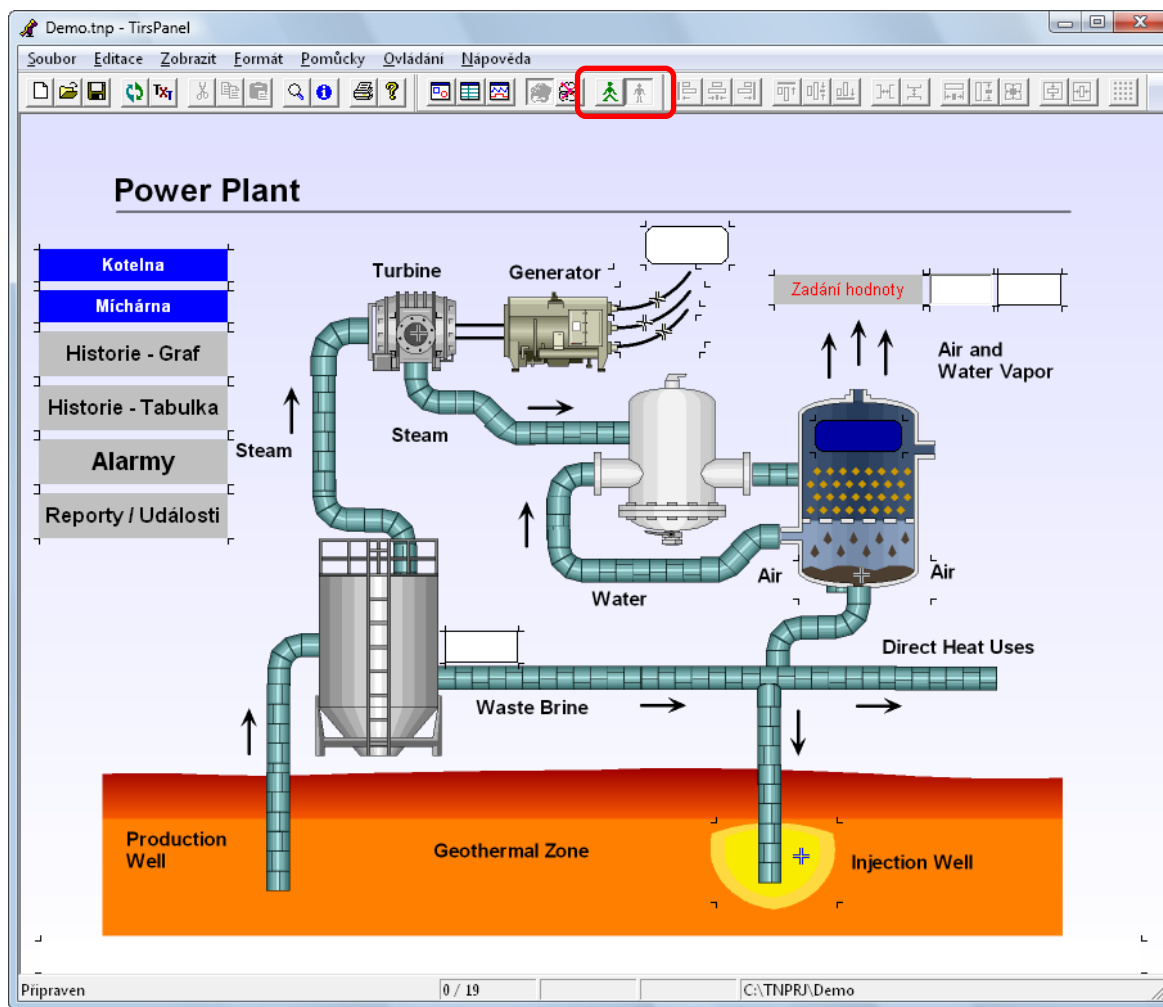 Demo.tnp - TirsPanel
Soubor Editace Zobrazit Formát Pomůcky Ovládání Nápověda
TXT
Power Plant
Kotelna
Míchárna
Historie - Graf
Historie - Tabulka
Alarmy
Reporty / Události
Turbine
Generator
Zadání hodnoty
Air and
Water Vapor
Steam
Steam
Air
Air
Water
Direct Heat Uses
Waste Brine
Production
Well
Geothermal Zone
Injection Well
Připraven
0 / 19
C:\TNPRJ\Demo